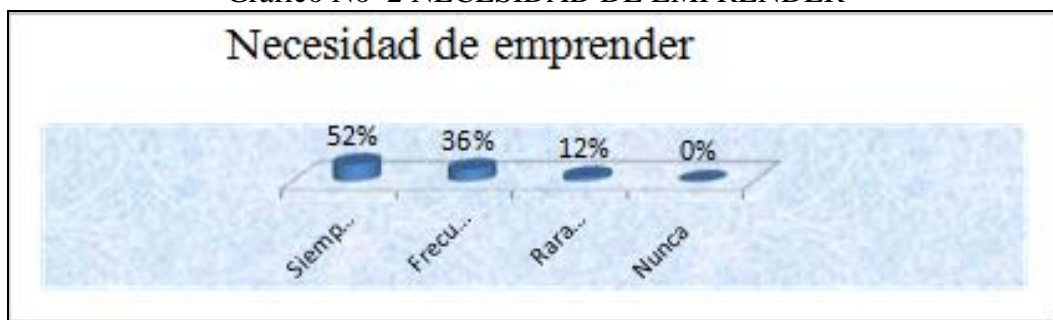 Gráfico No 2 NECESIDAD DE EMPRENDER
Necesidad de emprender
52% 36% 12% 0%
Siemp... Frecu... Rara... Nunca